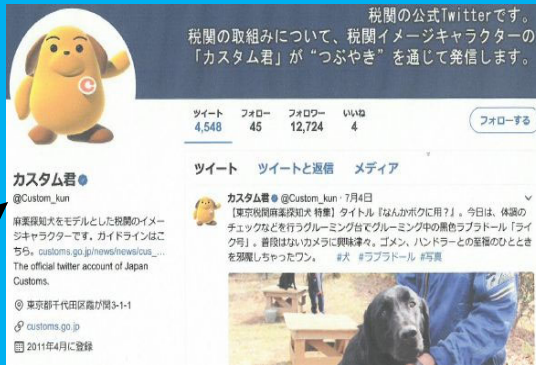 税関の公式Twitterです。
税関の取組みについて、税関イメージキャラクターの
「カスタム君」が“つぶやき”を通じて発信します。
ツイート フォロー フォロワー いいね
4,548 45 12,724 4
フォローする
ツイート ツイートと返信 メディア
カスタム君
@Custom_kun
麻薬探知犬をモデルとした税関のイメー
ジキャラクターです。ガイドラインはこ
ちら。customs.go.jp/news/news/cus_...
The official twitter account of Japan
Customs.
東京都千代田区霞が関3-1-1
customs.go.jp
2011年4月に登録
カスタム君 @Custom_kun · 7月4日
【東京税関麻薬探知犬 特集】タイトル『なんかボクに用?』。今日は、体調の
チェックなどを行うグルーミング台でグルーミング中の黒色ラブラドール「ライ
ク号」。普段はないカメラに興味津々。ゴメン、ハンドラーとの至福のひととき
を邪魔しちゃったワン。 #犬 #ラブラドール #写真